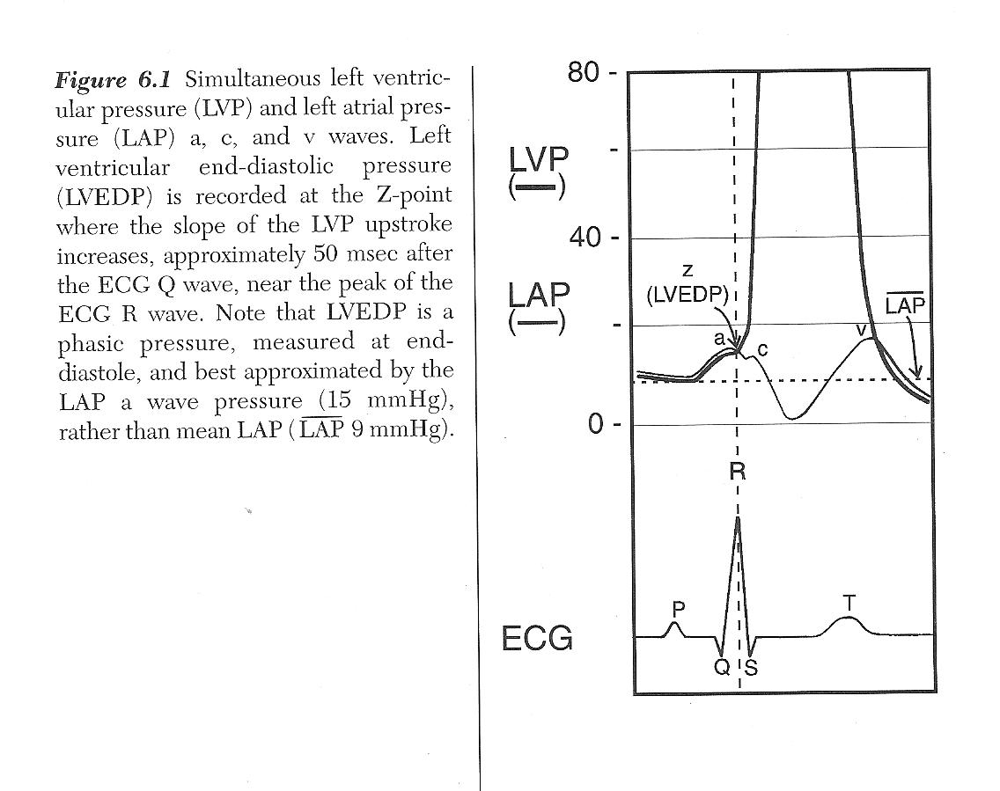 Figure 6.1 Simultaneous left ventric-
ular pressure (LVP) and left atrial pres-
sure (LAP) a, c, and v waves. Left
ventricular end-diastolic pressure
(LVEDP) is recorded at the Z-point
where the slope of the LVP upstroke
increases, approximately 50 msec after
the ECG Q wave, near the peak of the
ECG R wave. Note that LVEDP is a
phasic pressure, measured at end-
diastole, and best approximated by the
LAP a wave pressure (15 mmHg),
rather than mean LAP (L̅A̅P̅ 9 mmHg).
80 -
LVP
(—)
-
40 -
z
(LVEDP)
LAP
(—)
-
L̅A̅P̅
a
c
v
0 -
R
P
T
ECG
Q
S